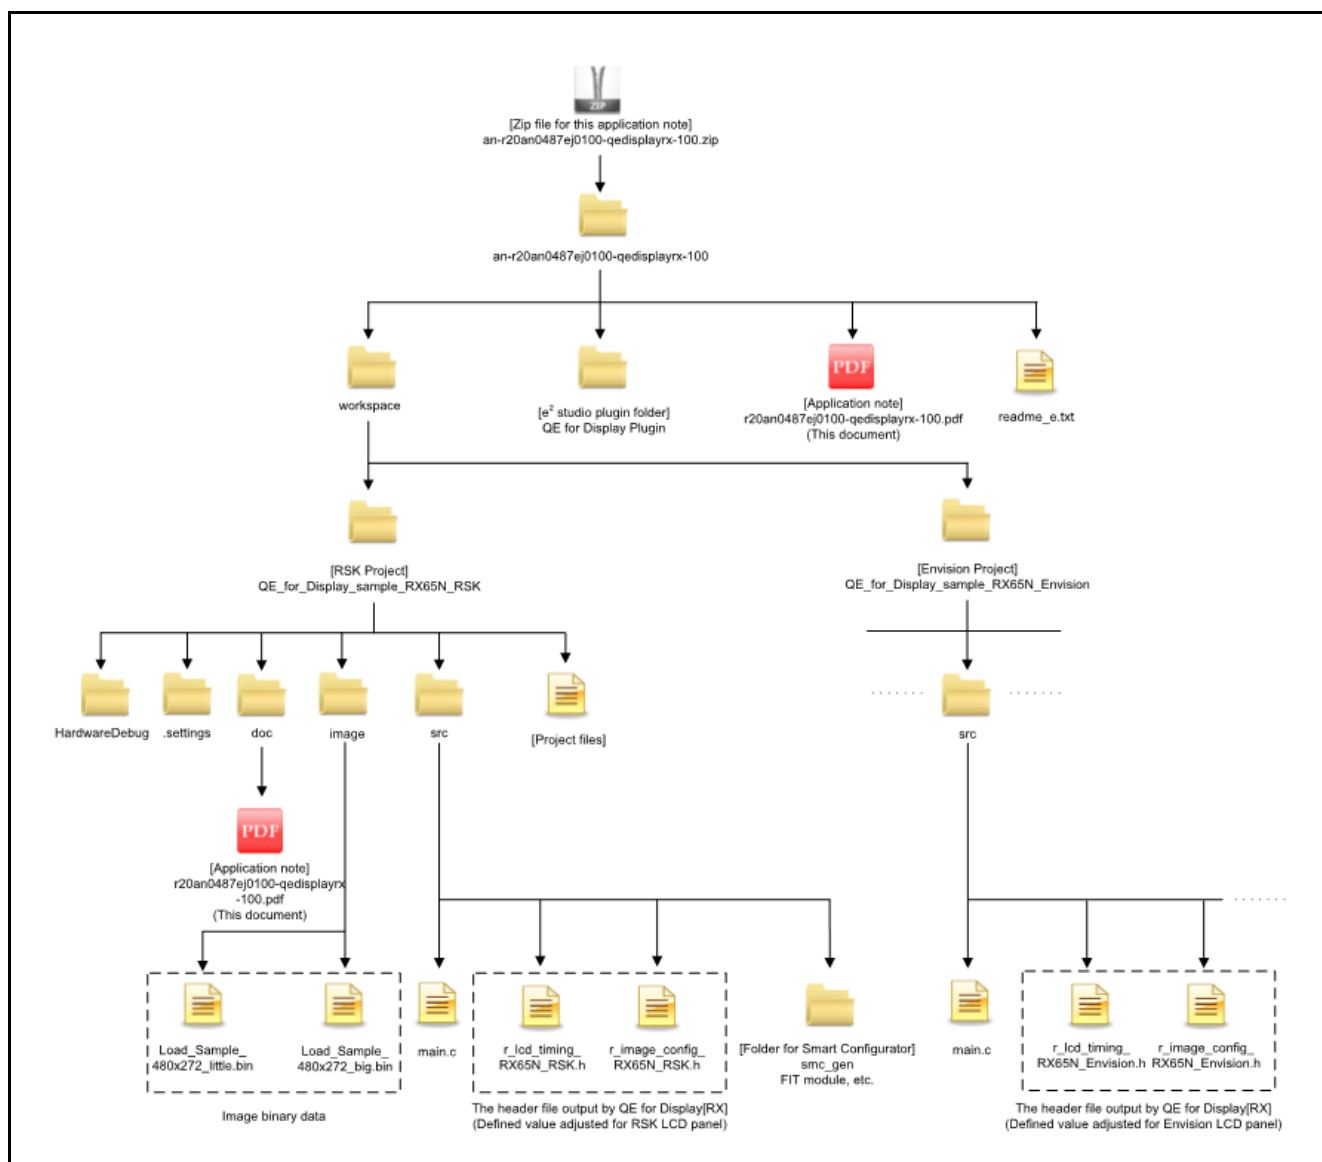 ZIP
[Zip file for this application note]
an-r20an0487ej0100-qedisplayrx-100.zip
an-r20an0487ej0100-qedisplayrx-100
workspace
[e² studio plugin folder]
QE for Display Plugin
PDF
[Application note]
r20an0487ej0100-qedisplayrx-100.pdf
(This document)
readme_e.txt
[RSK Project]
QE_for_Display_sample_RX65N_RSK
[Envision Project]
QE_for_Display_sample_RX65N_Envision
HardwareDebug
.settings
doc
image
src
[Project files]
src
PDF
[Application note]
r20an0487ej0100-qedisplayrx
-100.pdf
(This document)
Load_Sample_
480x272_little.bin
Load_Sample_
480x272_big.bin
Image binary data
main.c
r_lcd_timing_
RX65N_RSK.h
r_image_config_
RX65N_RSK.h
The header file output by QE for Display[RX]
(Defined value adjusted for RSK LCD panel)
[Folder for Smart Configurator]
smc_gen
FIT module, etc.
main.c
r_lcd_timing_
RX65N_Envision.h
r_image_config_
RX65N_Envision.h
The header file output by QE for Display[RX]
(Defined value adjusted for Envision LCD panel)